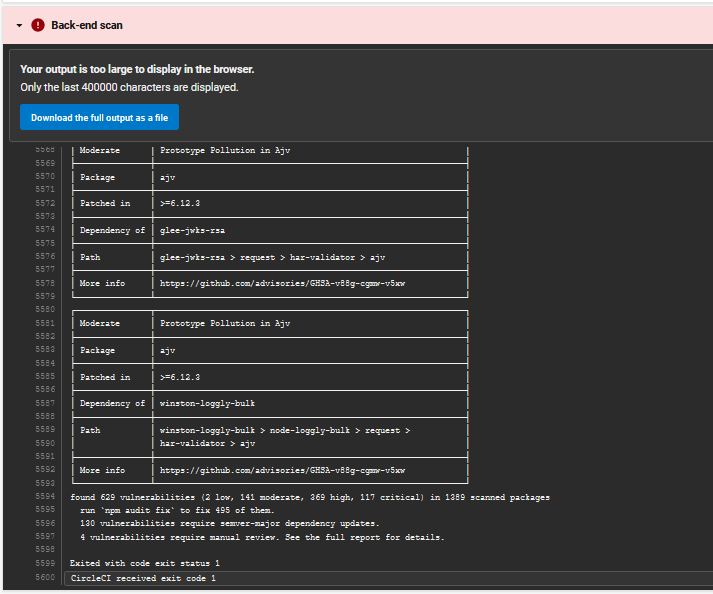 Back-end scan
Your output is too large to display in the browser.
Only the last 400000 characters are displayed.
Download the full output as a file
5568 Moderate Prototype Pollution in Ajv
5569
5570 Package ajv
5571
5572 Patched in >=6.12.3
5573
5574 Dependency of glee-jwks-rsa
5575
5576 Path glee-jwks-rsa > request > har-validator > ajv
5577
5578 More info https://github.com/advisories/GHSA-v88g-cgmw-v5xw
5579
5580
5581 Moderate Prototype Pollution in Ajv
5582
5583 Package ajv
5584
5585 Patched in >=6.12.3
5586
5587 Dependency of winston-loggly-bulk
5588
5589 Path winston-loggly-bulk > node-loggly-bulk > request >
5590 har-validator > ajv
5591
5592 More info https://github.com/advisories/GHSA-v88g-cgmw-v5xw
5593
5594 found 629 vulnerabilities (2 low, 141 moderate, 369 high, 117 critical) in 1389 scanned packages
5595 run `npm audit fix` to fix 495 of them.
5596 130 vulnerabilities require semver-major dependency updates.
5597 4 vulnerabilities require manual review. See the full report for details.
5598
5599 Exited with code exit status 1
5600 CircleCI received exit code 1